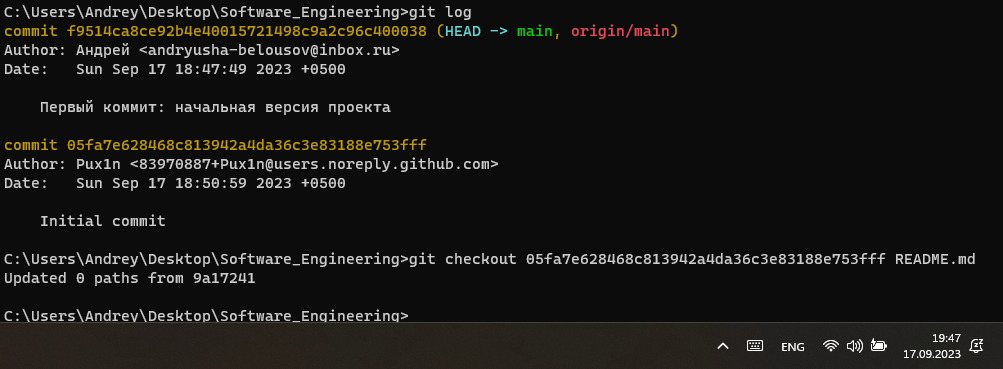 C:\Users\Andrey\Desktop\Software_Engineering>git log
commit f9514ca8ce92b4e40015721498c9a2c96c400038 (HEAD -> main, origin/main)
Author: Андрей <andryusha-belousov@inbox.ru>
Date:   Sun Sep 17 18:47:49 2023 +0500
Первый коммит: начальная версия проекта
commit 05fa7e628468c813942a4da36c3e83188e753fff
Author: Pux1n <83970887+Pux1n@users.noreply.github.com>
Date:   Sun Sep 17 18:50:59 2023 +0500
Initial commit
C:\Users\Andrey\Desktop\Software_Engineering>git checkout 05fa7e628468c813942a4da36c3e83188e753fff README.md
Updated 0 paths from 9a17241
C:\Users\Andrey\Desktop\Software_Engineering>
ENG
19:47
17.09.2023